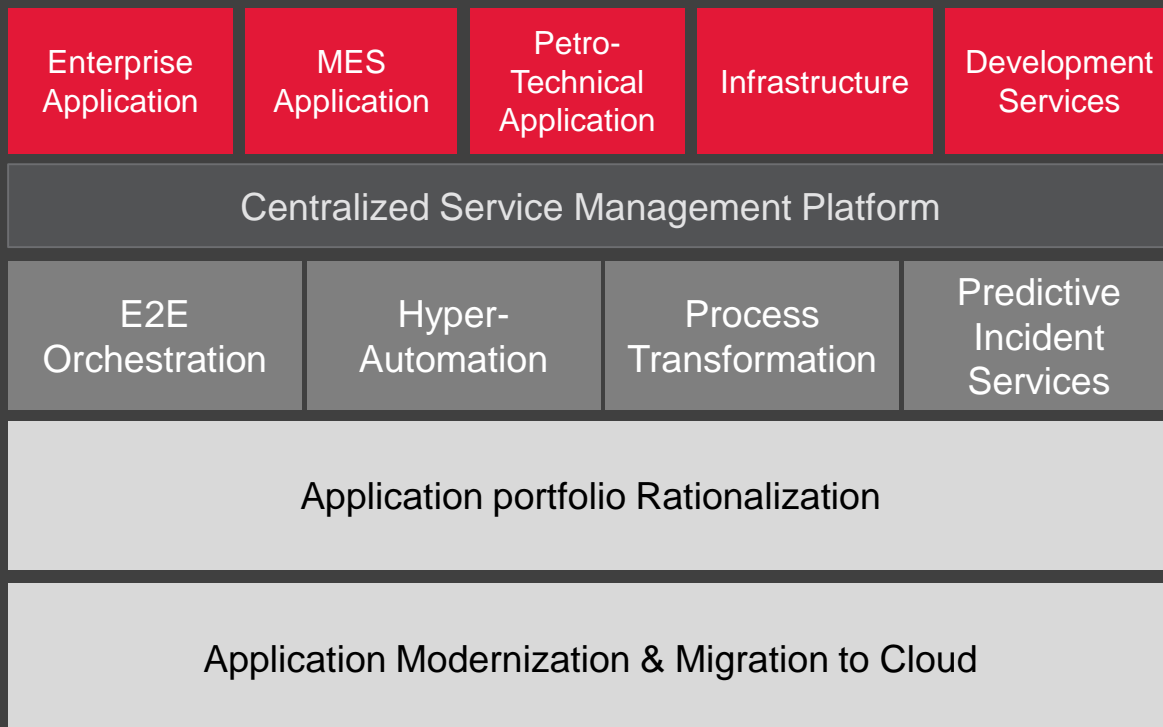 Enterprise
Application
MES
Application
Petro-
Technical
Application
Infrastructure
Development
Services
Centralized Service Management Platform
E2E
Orchestration
Hyper-
Automation
Process
Transformation
Predictive
Incident
Services
Application portfolio Rationalization
Application Modernization & Migration to Cloud